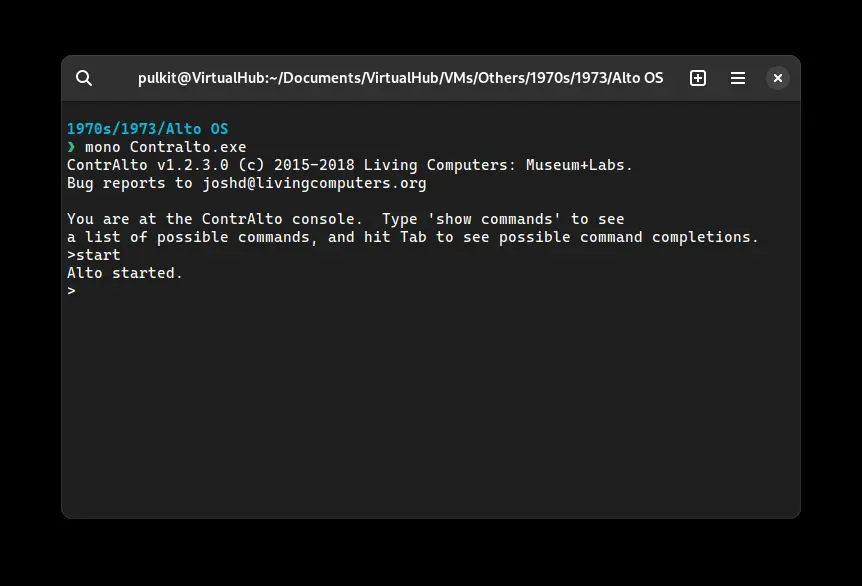 pulkit@VirtualHub:~/Documents/VirtualHub/VMs/Others/1970s/1973/Alto OS
1970s/1973/Alto OS
❯ mono Contralto.exe
ContrAlto v1.2.3.0 (c) 2015-2018 Living Computers: Museum+Labs.
Bug reports to joshd@livingcomputers.org
You are at the ContrAlto console.  Type 'show commands' to see
a list of possible commands, and hit Tab to see possible command completions.
>start
Alto started.
>